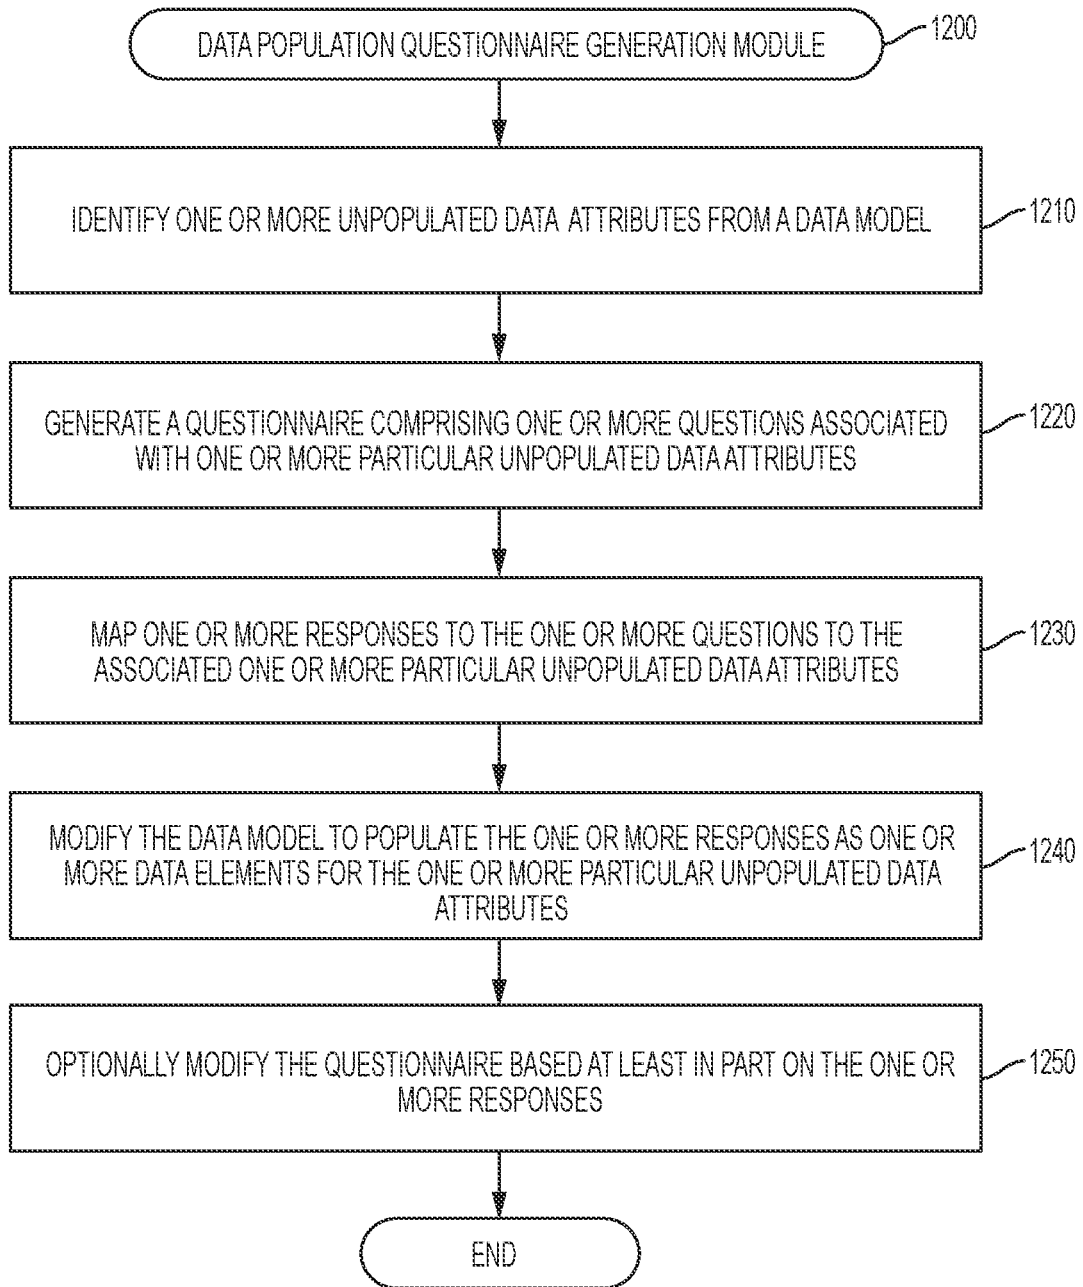 DATA POPULATION QUESTIONNAIRE GENERATION MODULE
1200
IDENTIFY ONE OR MORE UNPOPULATED DATA ATTRIBUTES FROM A DATA MODEL
1210
GENERATE A QUESTIONNAIRE COMPRISING ONE OR MORE QUESTIONS ASSOCIATED
WITH ONE OR MORE PARTICULAR UNPOPULATED DATA ATTRIBUTES
1220
MAP ONE OR MORE RESPONSES TO THE ONE OR MORE QUESTIONS TO THE
ASSOCIATED ONE OR MORE PARTICULAR UNPOPULATED DATA ATTRIBUTES
1230
MODIFY THE DATA MODEL TO POPULATE THE ONE OR MORE RESPONSES AS ONE OR
MORE DATA ELEMENTS FOR THE ONE OR MORE PARTICULAR UNPOPULATED DATA
ATTRIBUTES
1240
OPTIONALLY MODIFY THE QUESTIONNAIRE BASED AT LEAST IN PART ON THE ONE OR
MORE RESPONSES
1250
END